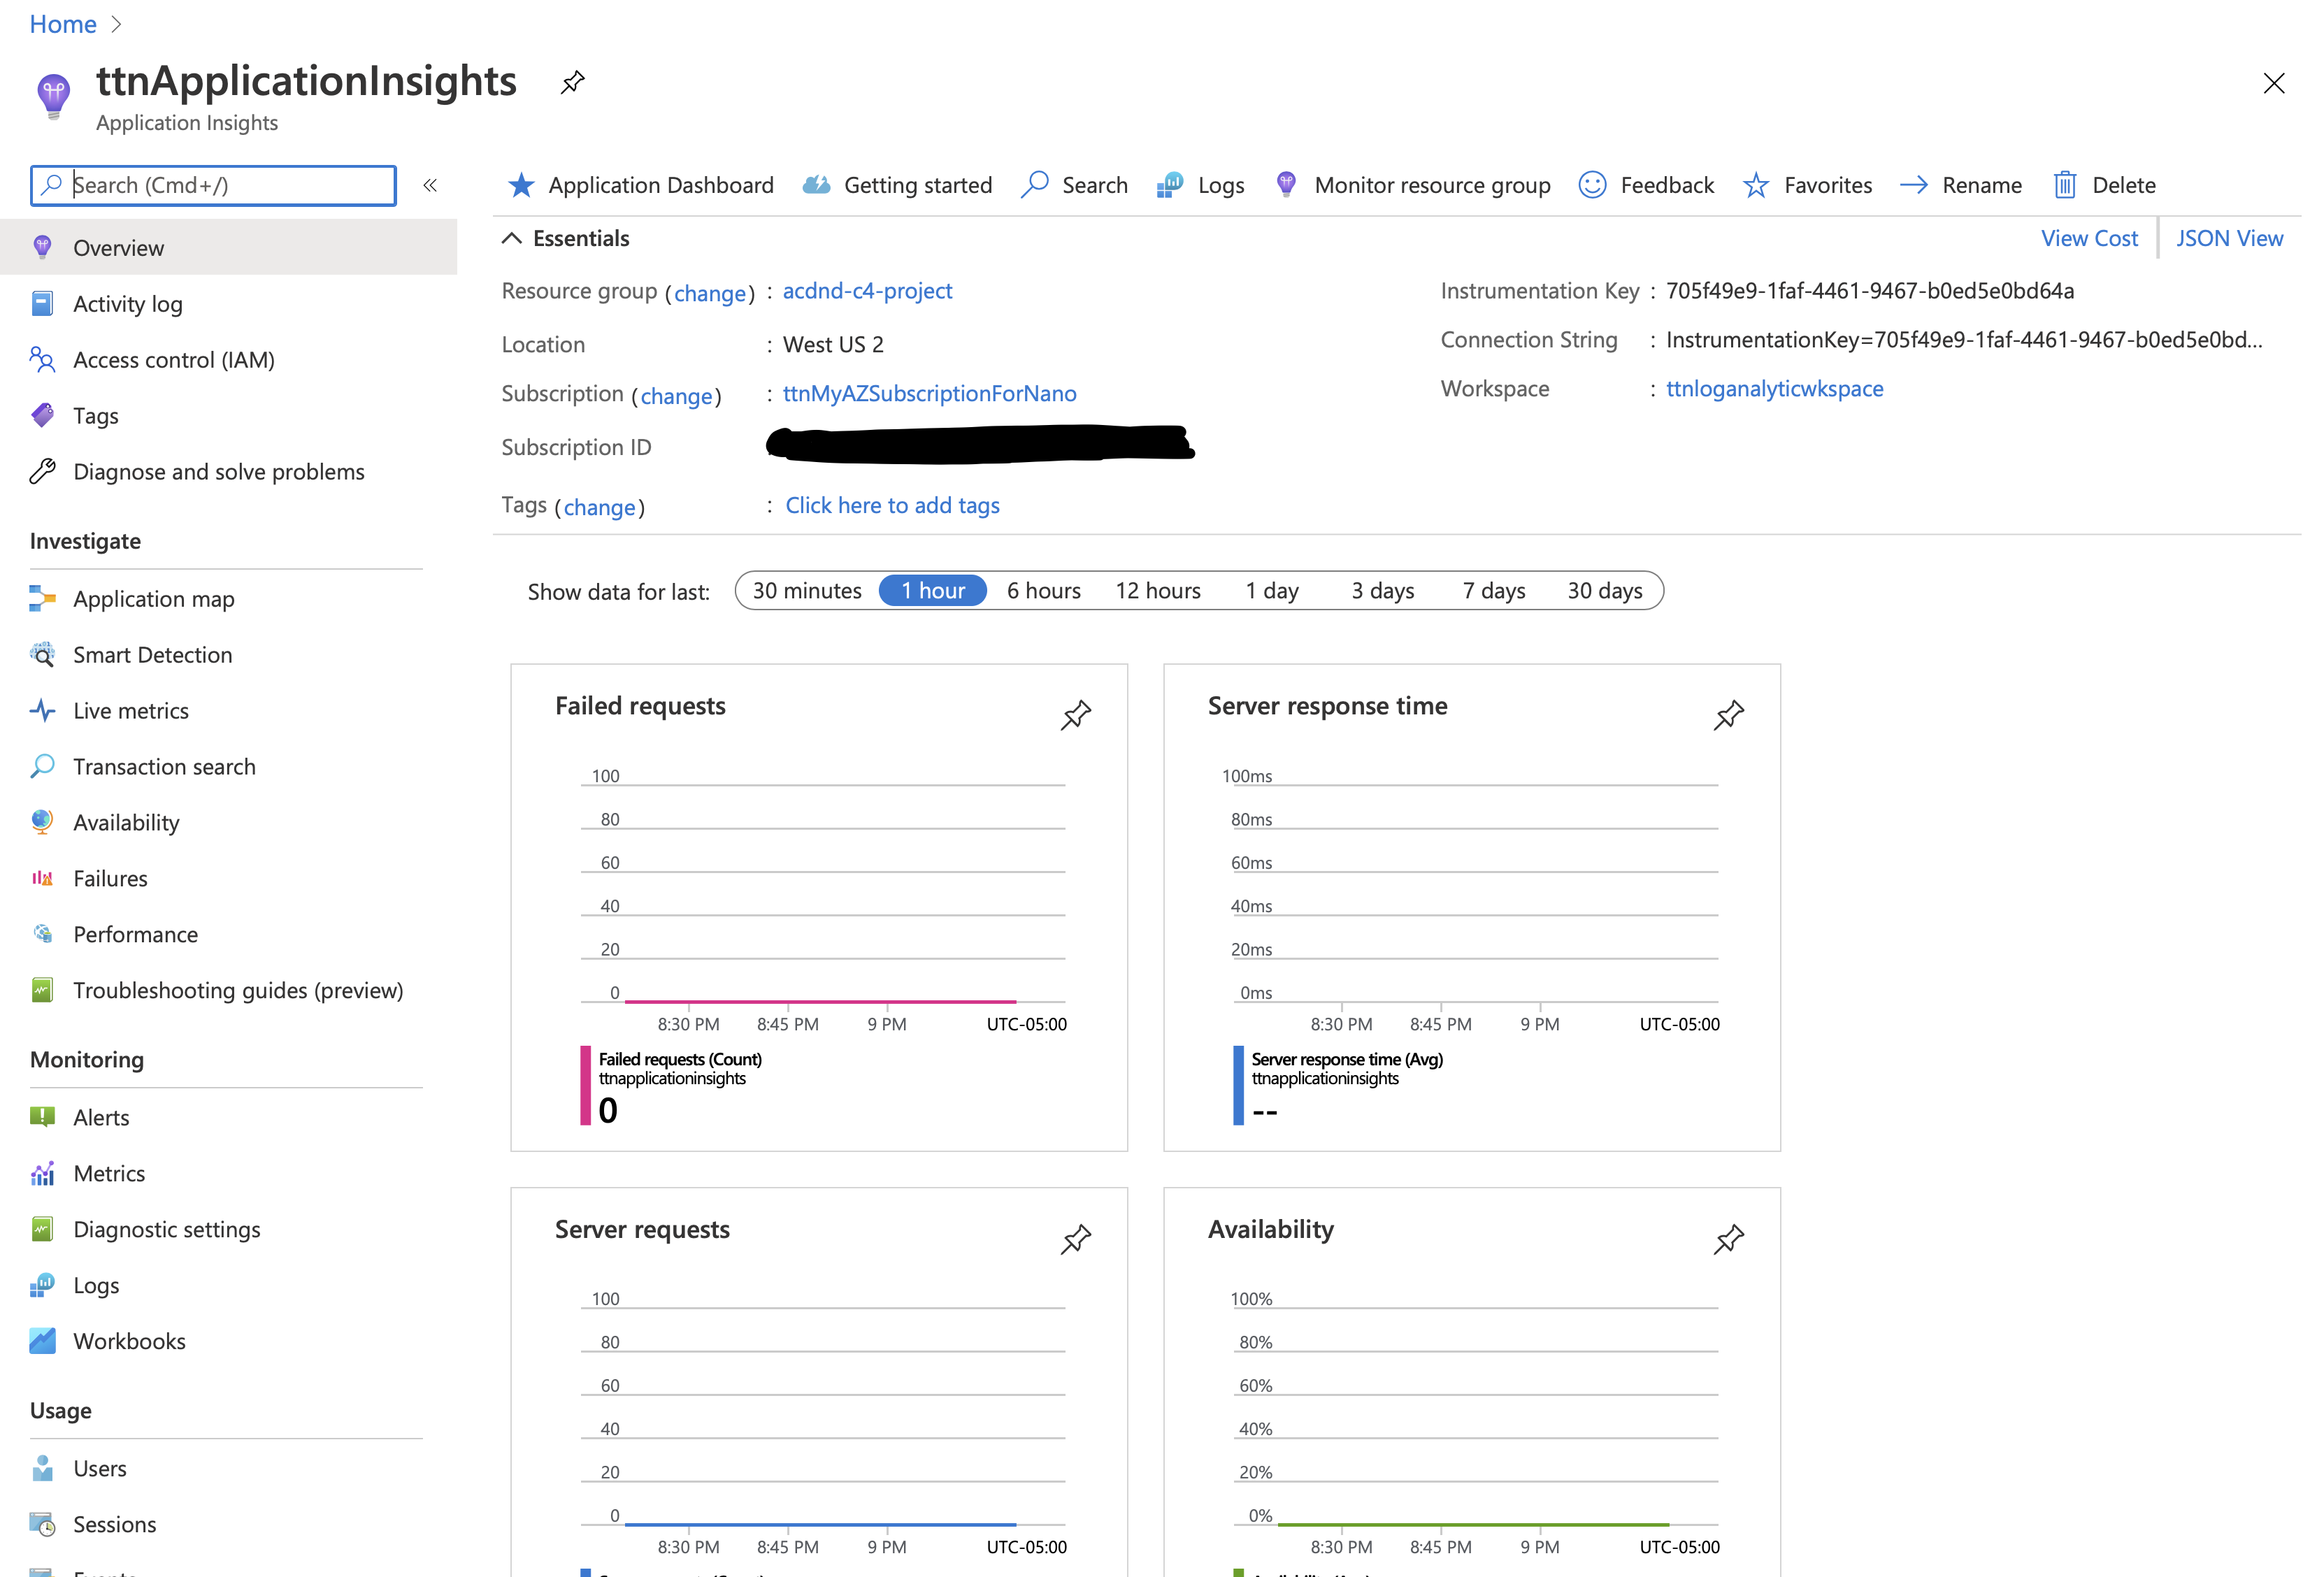 Home
ttnApplicationInsights
Application Insights
Search (Cmd+/)
«
Application Dashboard
Getting started
Search
Logs
Monitor resource group
Feedback
Favorites
Rename
Delete
Overview
Activity log
Access control (IAM)
Tags
Diagnose and solve problems
Investigate
Application map
Smart Detection
Live metrics
Transaction search
Availability
Failures
Performance
Troubleshooting guides (preview)
Monitoring
Alerts
Metrics
Diagnostic settings
Logs
Workbooks
Usage
Users
Sessions
Essentials
View Cost
JSON View
Resource group (change) : acdnd-c4-project
Location : West US 2
Subscription (change) : ttnMyAZSubscriptionForNano
Subscription ID
Tags (change) : Click here to add tags
Instrumentation Key : 705f49e9-1faf-4461-9467-b0ed5e0bd64a
Connection String : InstrumentationKey=705f49e9-1faf-4461-9467-b0ed5e0bd...
Workspace : ttnloganalyticwkspace
Show data for last: 30 minutes 1 hour 6 hours 12 hours 1 day 3 days 7 days 30 days
Failed requests
100
80
60
40
20
0
8:30 PM 8:45 PM 9 PM UTC-05:00
Failed requests (Count)
ttnapplicationinsights
0
Server response time
100ms
80ms
60ms
40ms
20ms
0ms
8:30 PM 8:45 PM 9 PM UTC-05:00
Server response time (Avg)
ttnapplicationinsights
--
Server requests
100
80
60
40
20
0
8:30 PM 8:45 PM 9 PM UTC-05:00
Availability
100%
80%
60%
40%
20%
0%
8:30 PM 8:45 PM 9 PM UTC-05:00